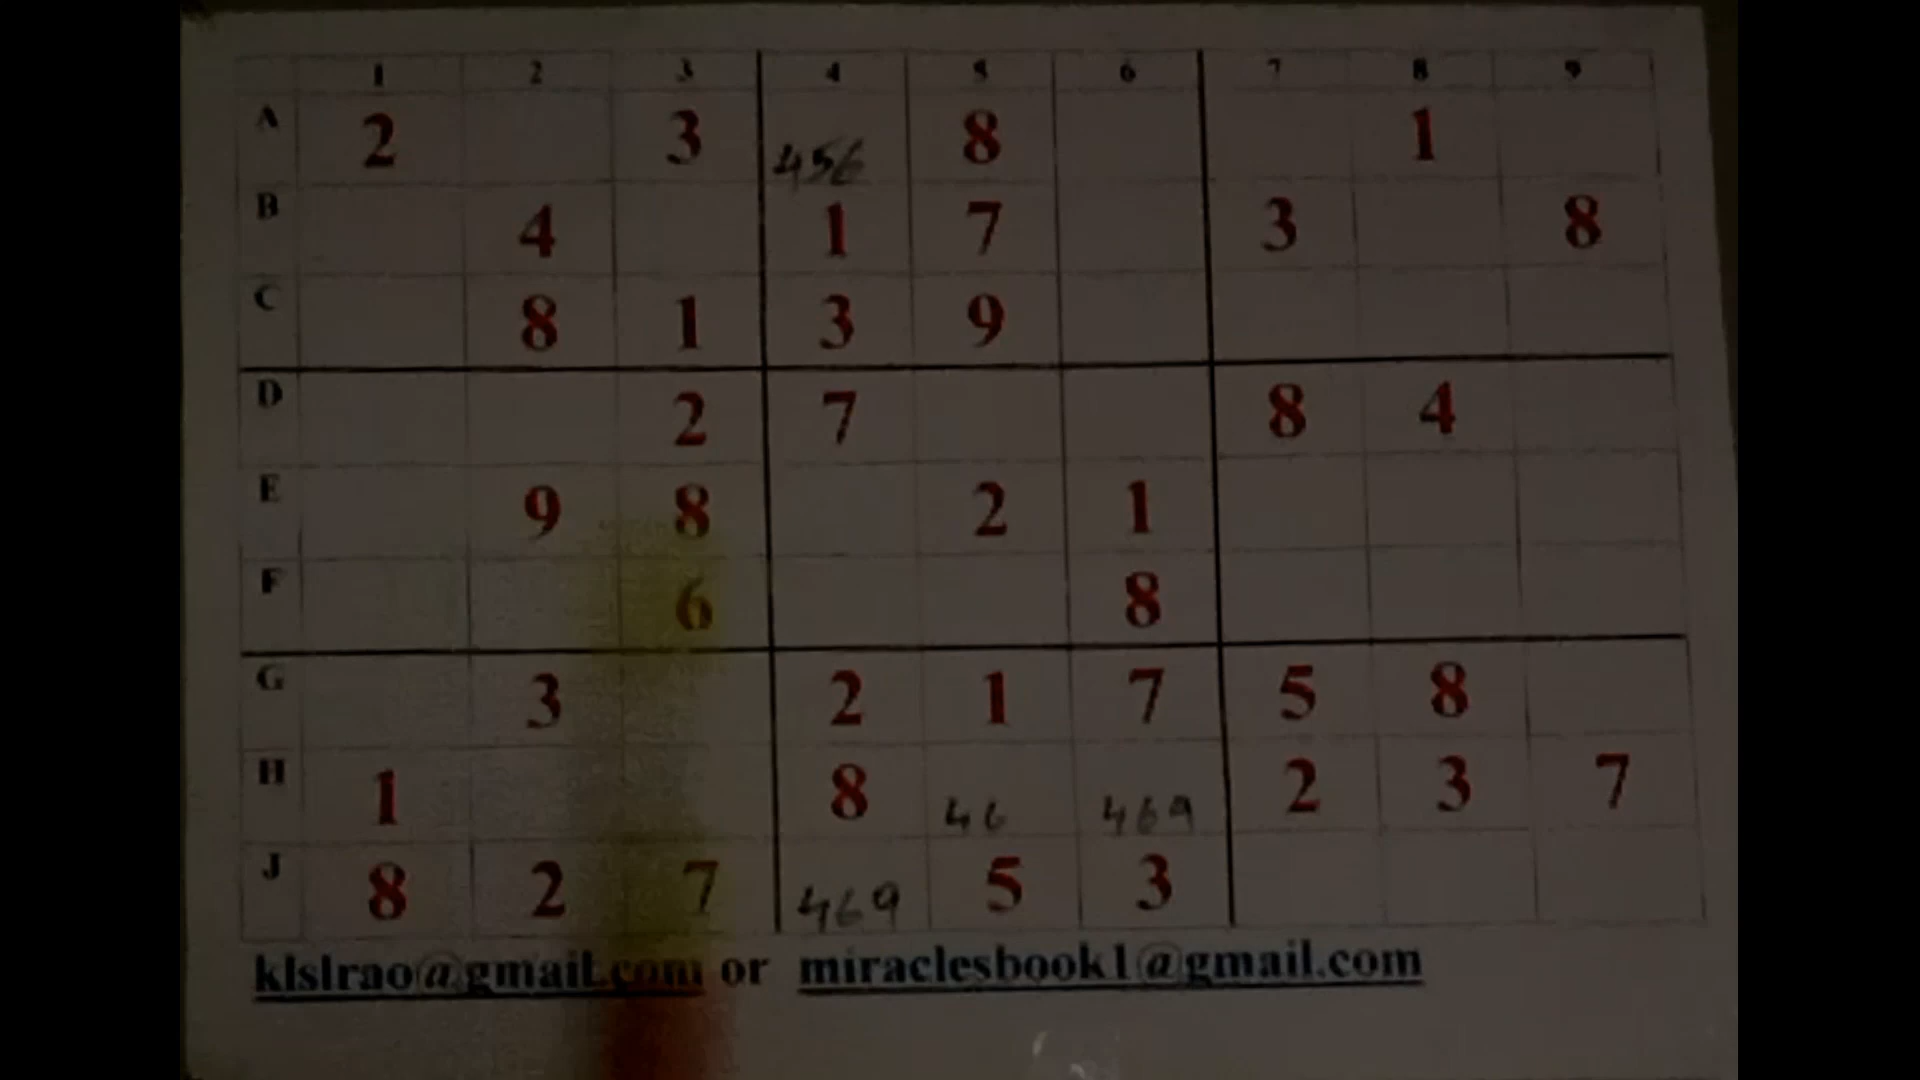 1 2 3 4 5 6 7 8 9
A 2 3 456 8 1
B 4 1 7 3 8
C 8 1 3 9
D 2 7 8 4
E 9 8 2 1
F 6 8
G 3 2 1 7 5 8
H 1 8 46 469 2 3 7
J 8 2 7 469 5 3
klslrao@gmail.com or miraclesbook1@gmail.com